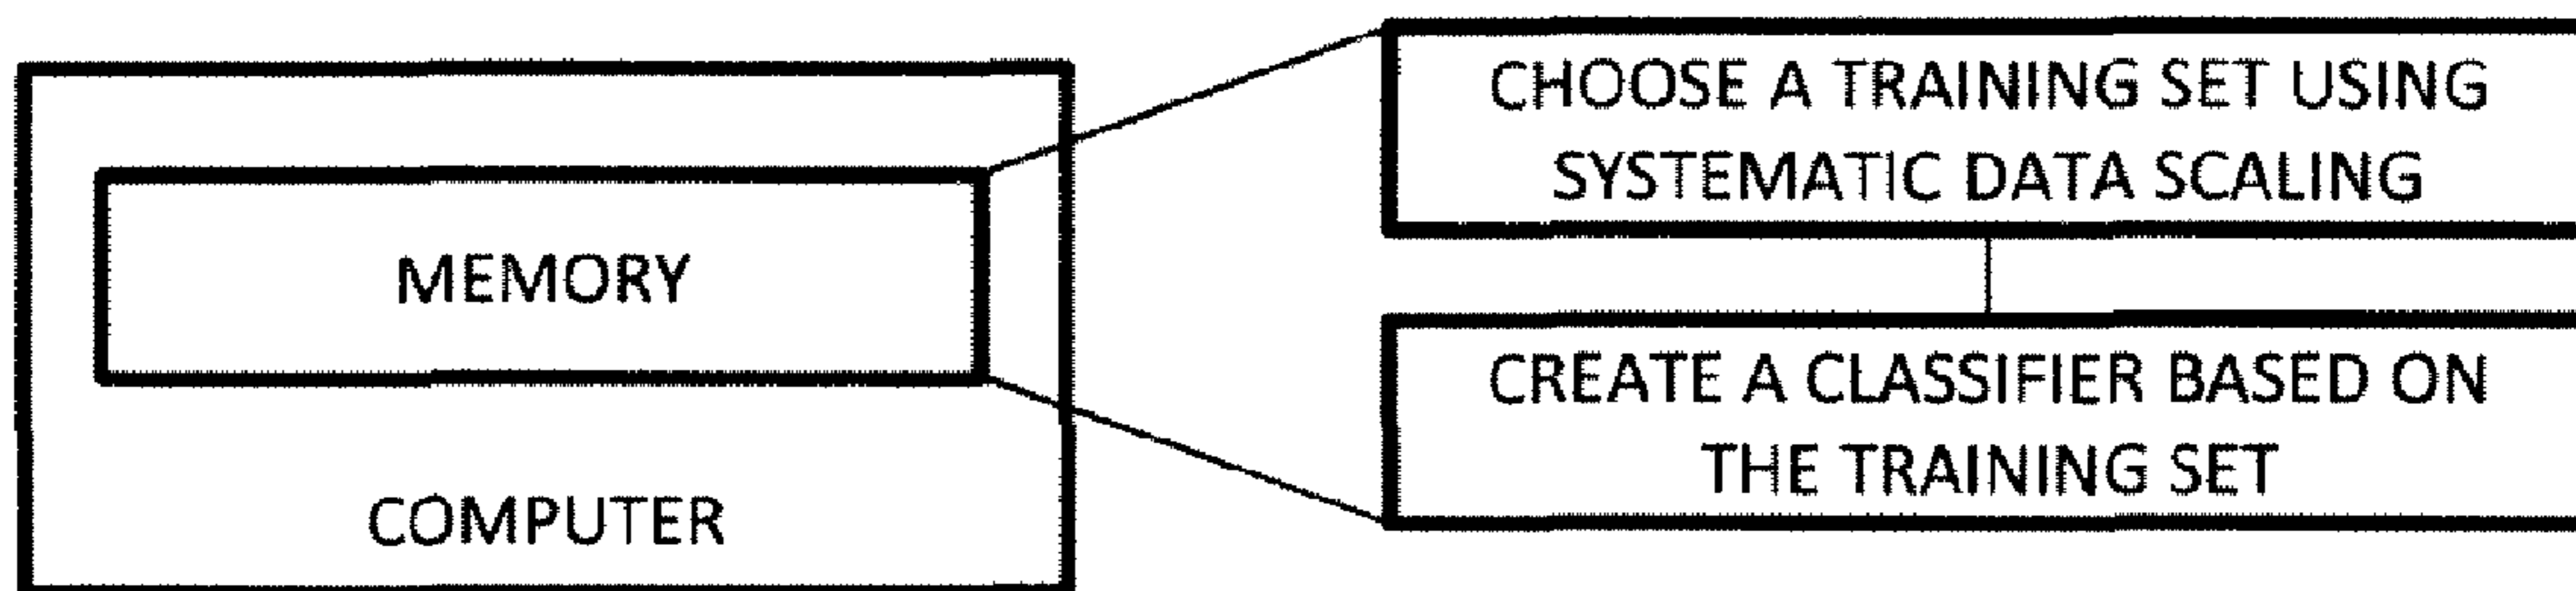 MEMORY
COMPUTER
CHOOSE A TRAINING SET USING
SYSTEMATIC DATA SCALING
CREATE A CLASSIFIER BASED ON
THE TRAINING SET